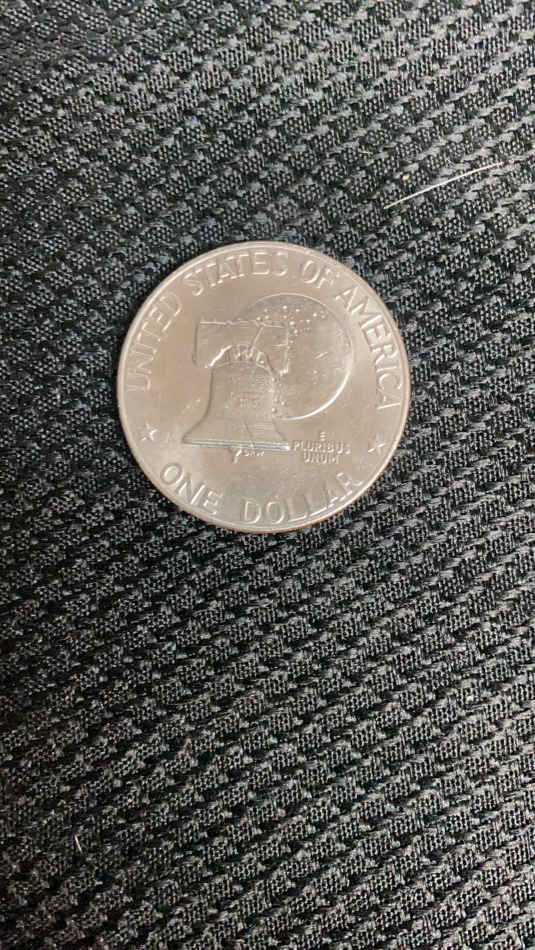 UNITED STATES OF AMERICA
E
PLURIBUS
UNUM
ONE DOLLAR